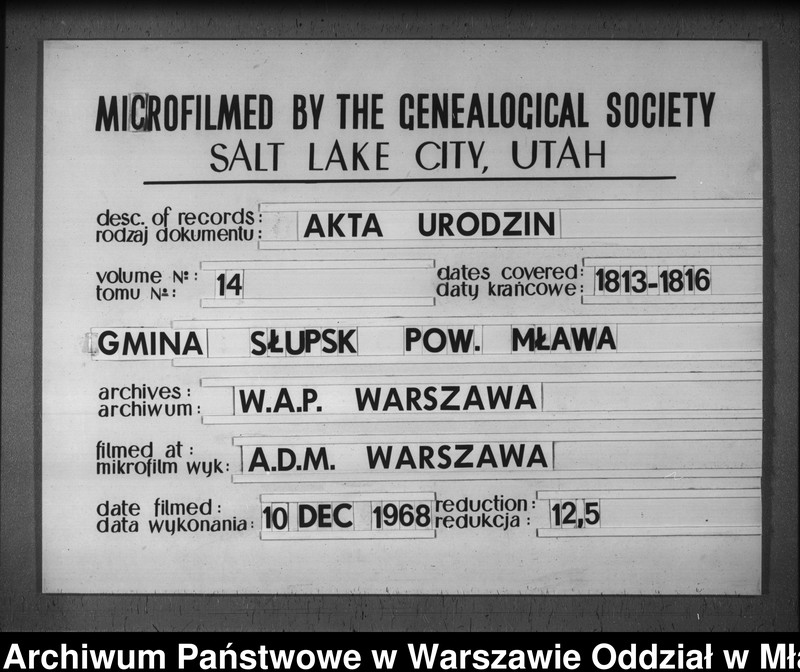 MICROFILMED BY THE GENEALOGICAL SOCIETY
SALT LAKE CITY, UTAH
desc. of records:
rodzaj dokumentu: AKTA URODZIN
volume №:
tomu №: 14
dates covered:
daty krańcowe: 1813-1816
GMINA SŁUPSK POW. MŁAWA
archives:
archiwum: W.A.P. WARSZAWA
filmed at:
mikrofilm wyk: A.D.M. WARSZAWA
date filmed:
data wykonania: 10 DEC 1968
reduction:
redukcja: 12,5
Archiwum Państwowe w Warszawie Oddział w